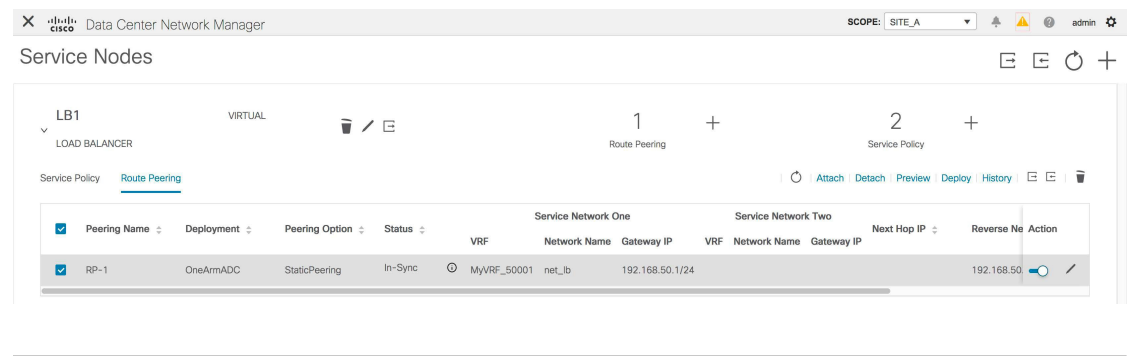 cisco Data Center Network Manager SCOPE: SITE_A admin
Service Nodes
LB1 VIRTUAL 1 2
LOAD BALANCER Route Peering Service Policy
Service Policy Route Peering Attach Detach Preview Deploy History
Service Network One Service Network Two
Peering Name Deployment Peering Option Status Next Hop IP Reverse Ne Action
VRF Network Name Gateway IP VRF Network Name Gateway IP
RP-1 OneArmADC StaticPeering In-Sync MyVRF_50001 net_lb 192.168.50.1/24 192.168.50.